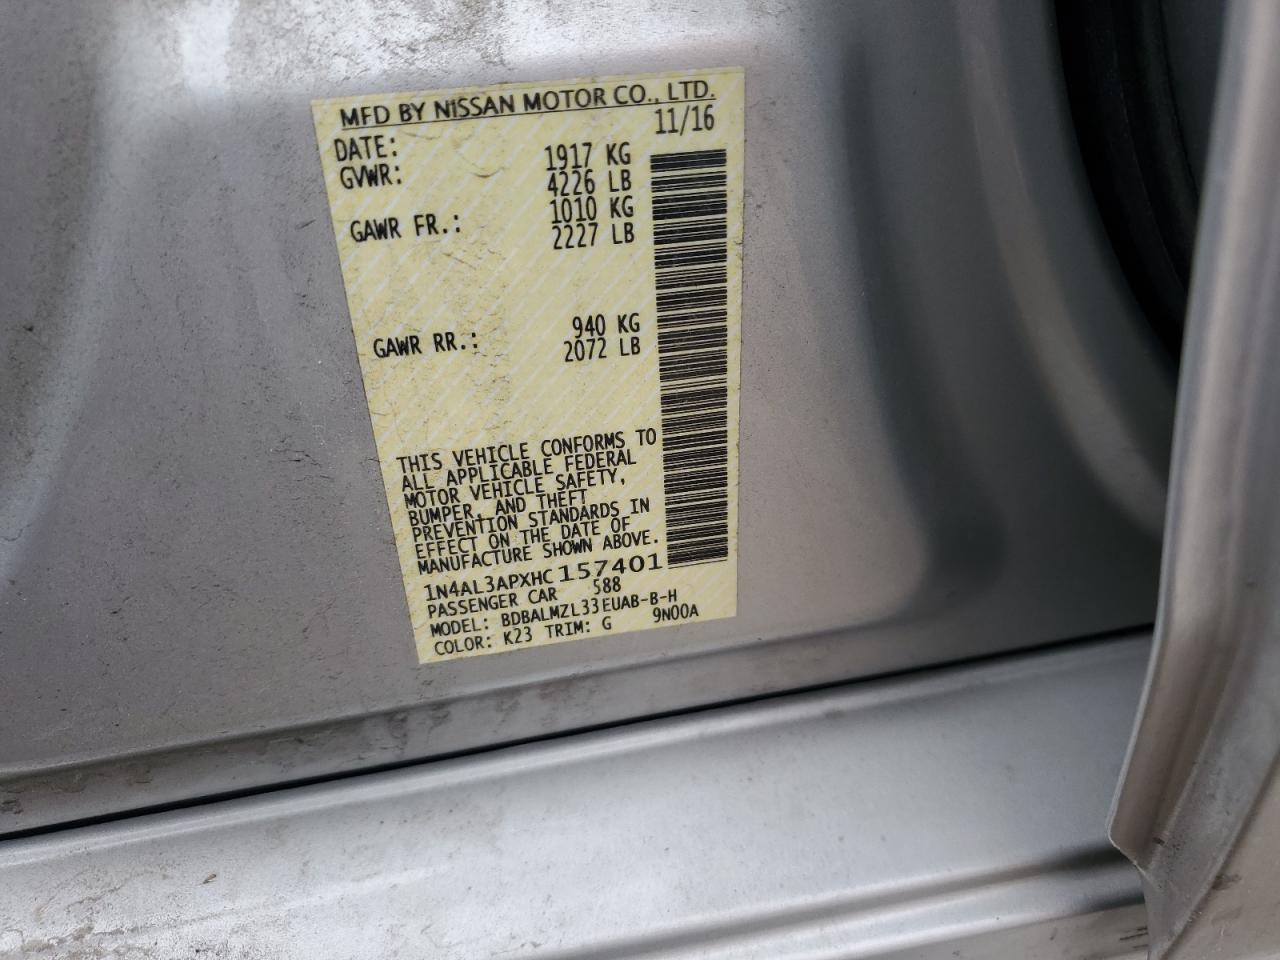 MFD BY NISSAN MOTOR CO., LTD.
DATE: 11/16
GVWR: 1917 KG
4226 LB
GAWR FR.: 1010 KG
2227 LB
GAWR RR.: 940 KG
2072 LB
THIS VEHICLE CONFORMS TO
ALL APPLICABLE FEDERAL
MOTOR VEHICLE SAFETY,
BUMPER, AND THEFT
PREVENTION STANDARDS IN
EFFECT ON THE DATE OF
MANUFACTURE SHOWN ABOVE.
1N4AL3APXHC157401
PASSENGER CAR 588
MODEL: BDBALMZL33EUAB-B-H
COLOR: K23 TRIM: G 9N00A